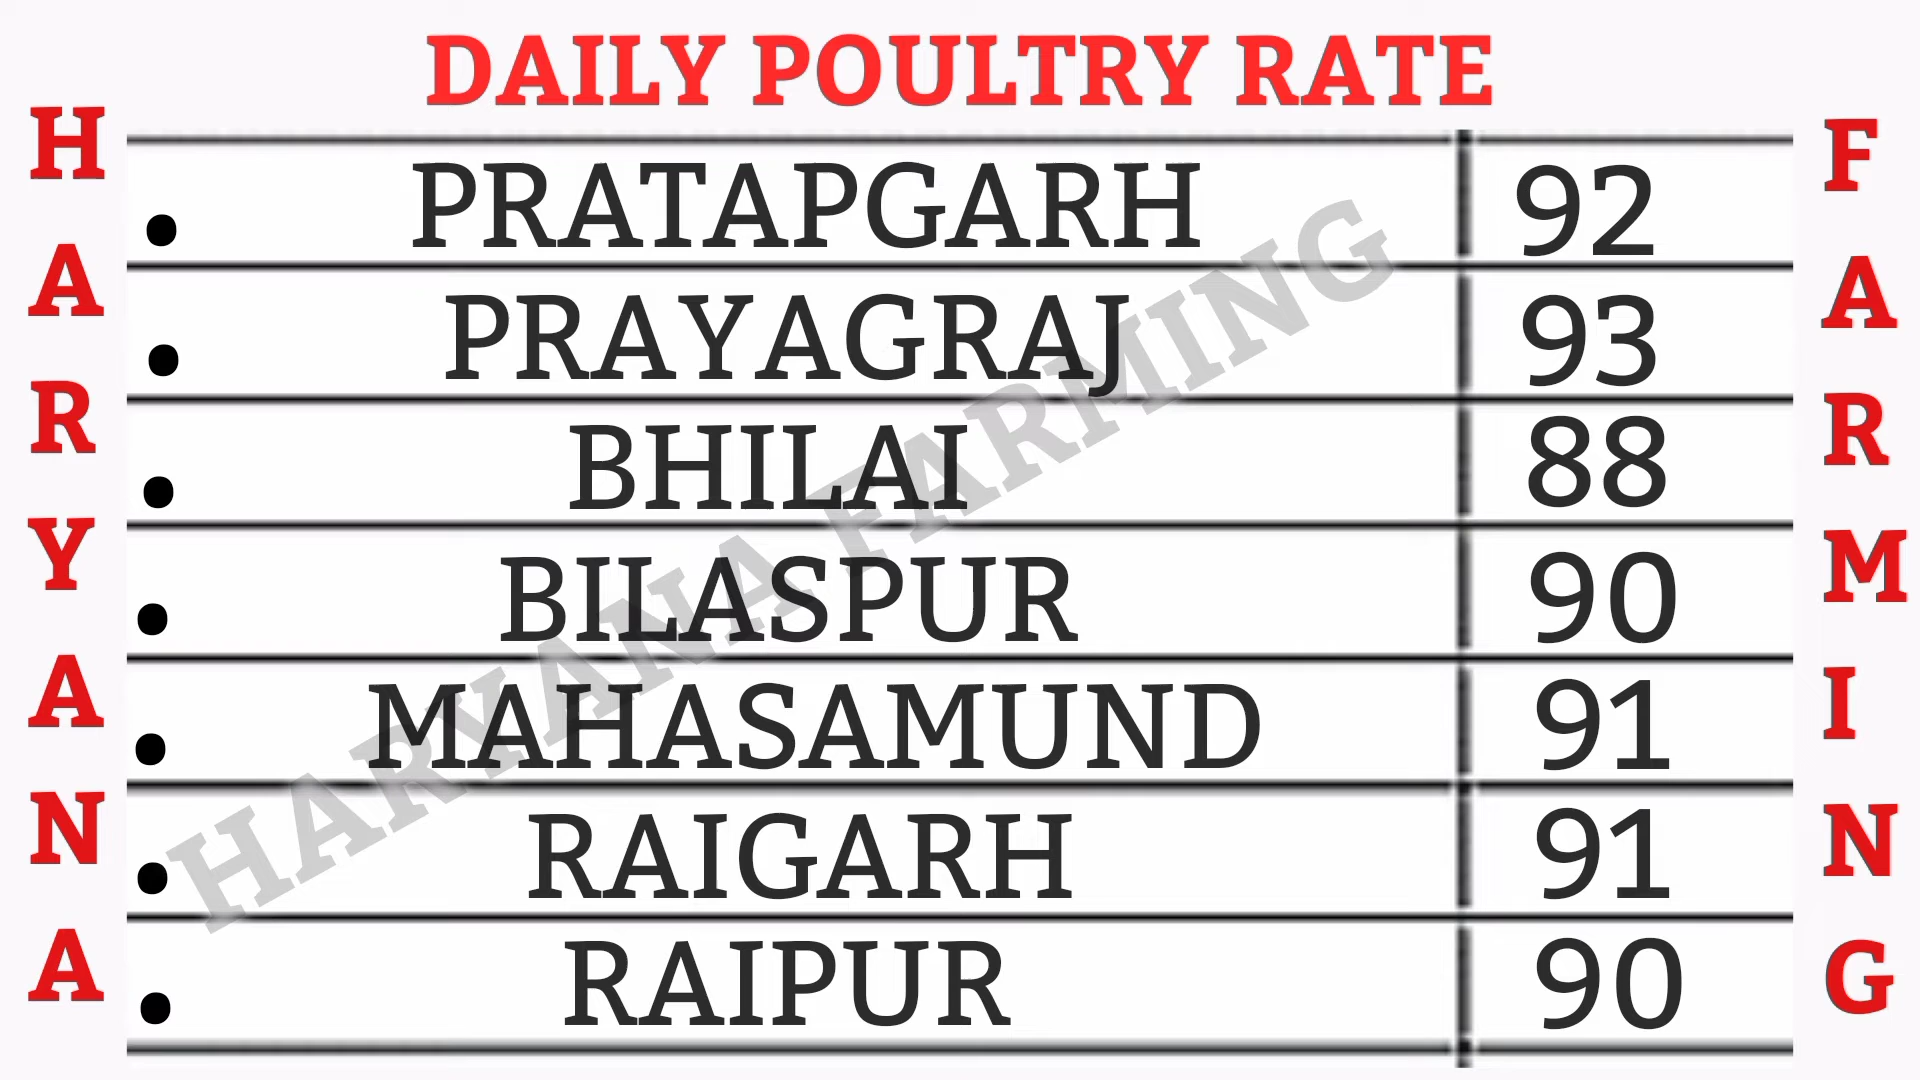 DAILY POULTRY RATE
HARYANA
FARMING
• PRATAPGARH 92
• PRAYAGRAJ 93
• BHILAI 88
• BILASPUR 90
• MAHASAMUND 91
• RAIGARH 91
• RAIPUR 90
HARYANA FARMING